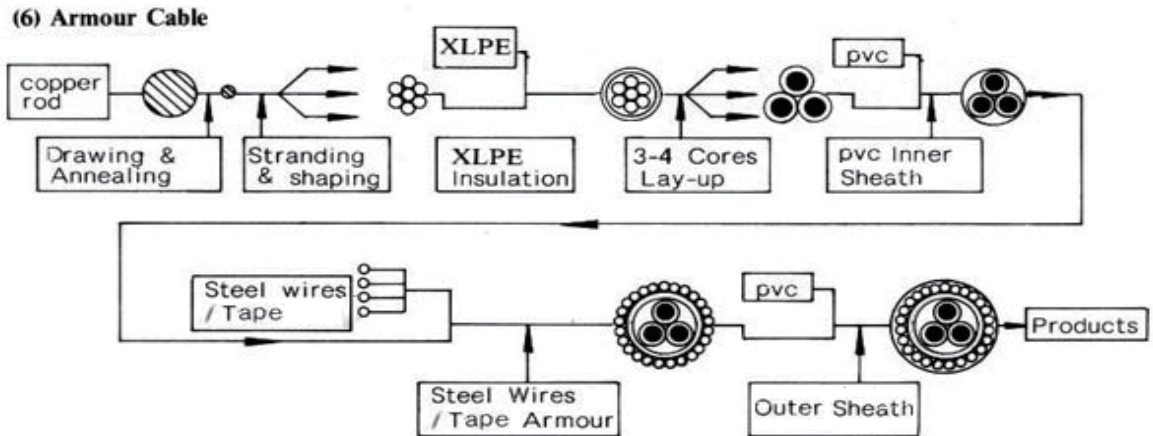 (6) Armour Cable
copper
rod
XLPE
pvc
Drawing &
Annealing
Stranding
& shaping
XLPE
Insulation
3-4 Cores
Lay-up
pvc Inner
Sheath
Steel wires
/Tape
pvc
Products
Steel Wires
/Tape Armour
Outer Sheath